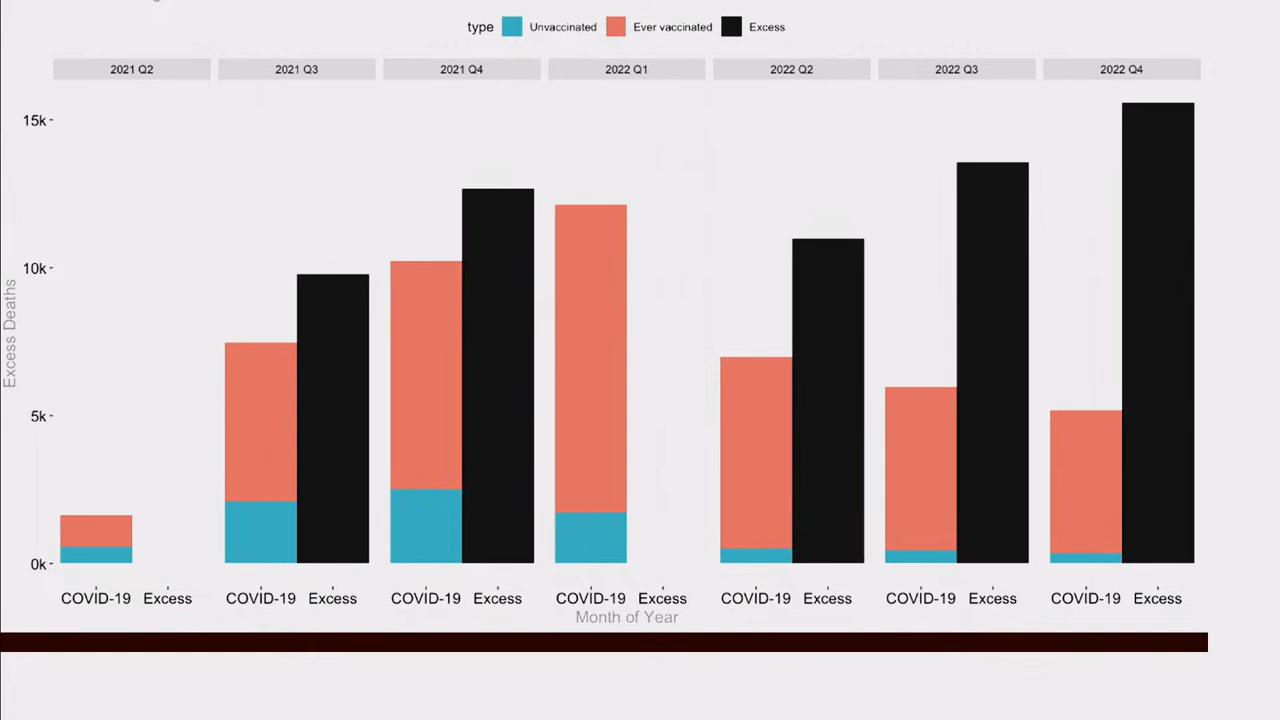 type Unvaccinated Ever vaccinated Excess
2021 Q2 2021 Q3 2021 Q4 2022 Q1 2022 Q2 2022 Q3 2022 Q4
15k
10k
5k
0k
Excess Deaths
COVID-19 Excess COVID-19 Excess COVID-19 Excess COVID-19 Excess COVID-19 Excess COVID-19 Excess COVID-19 Excess
Month of Year